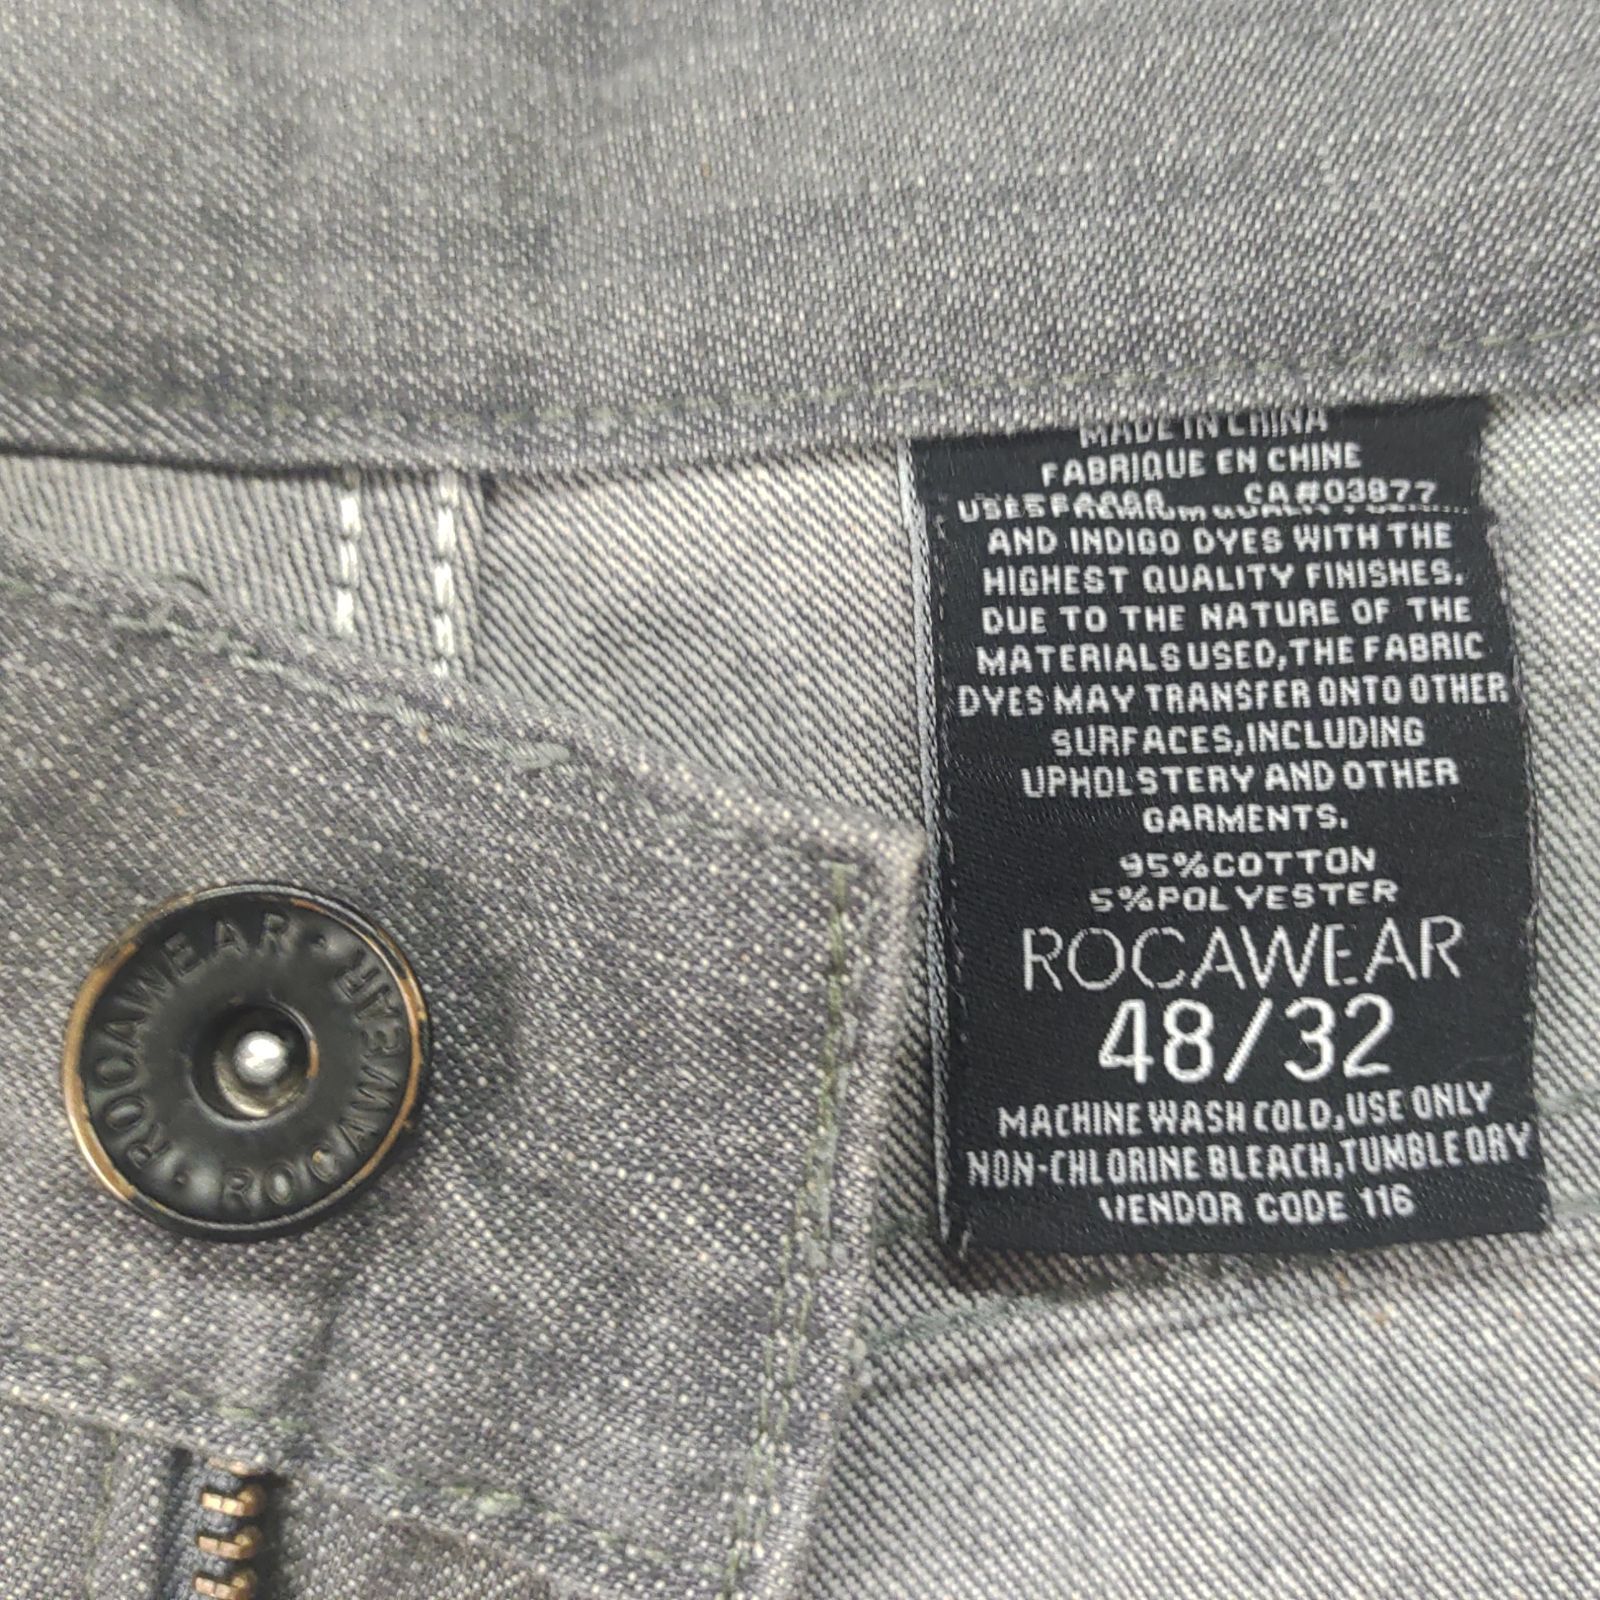 MADE IN CHINA
FABRIQUE EN CHINE
CA#03877
AND INDIGO DYES WITH THE
HIGHEST QUALITY FINISHES.
DUE TO THE NATURE OF THE
MATERIALS USED, THE FABRIC
DYES MAY TRANSFER ONTO OTHER
SURFACES, INCLUDING
UPHOLSTERY AND OTHER
GARMENTS.
95% COTTON
5% POLYESTER
ROCAWEAR
48/32
MACHINE WASH COLD, USE ONLY
NON-CHLORINE BLEACH, TUMBLE DRY
VENDOR CODE 116
ROCAWEAR · ROCAWEAR ·